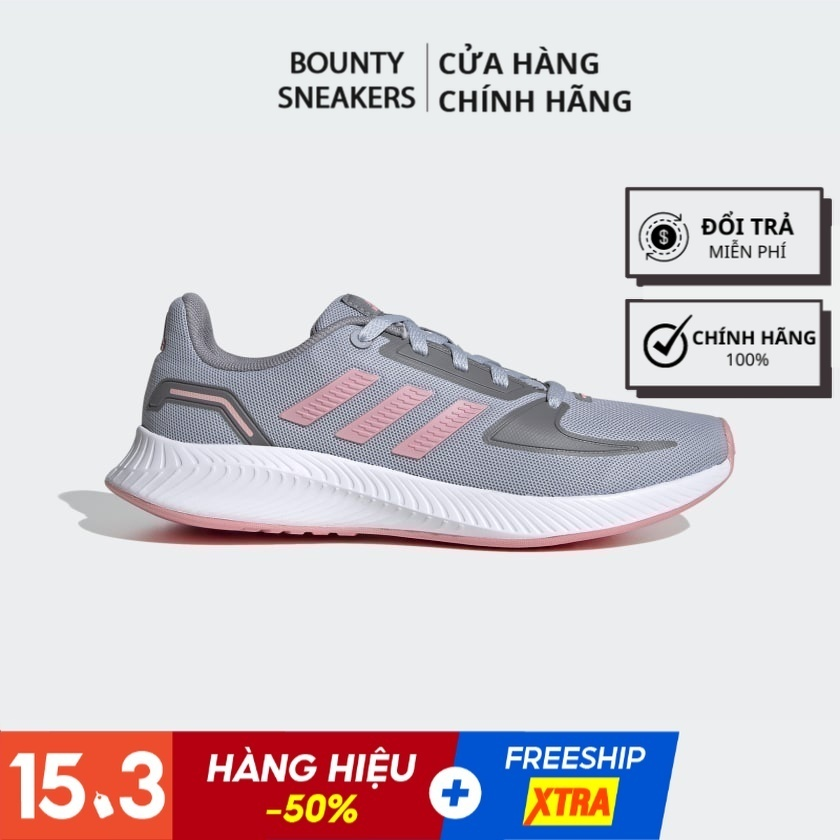 BOUNTY
SNEAKERS
CỬA HÀNG
CHÍNH HÃNG
ĐỔI TRẢ
MIỄN PHÍ
CHÍNH HÃNG
100%
15.3
HÀNG HIỆU
-50%
FREESHIP
XTRA